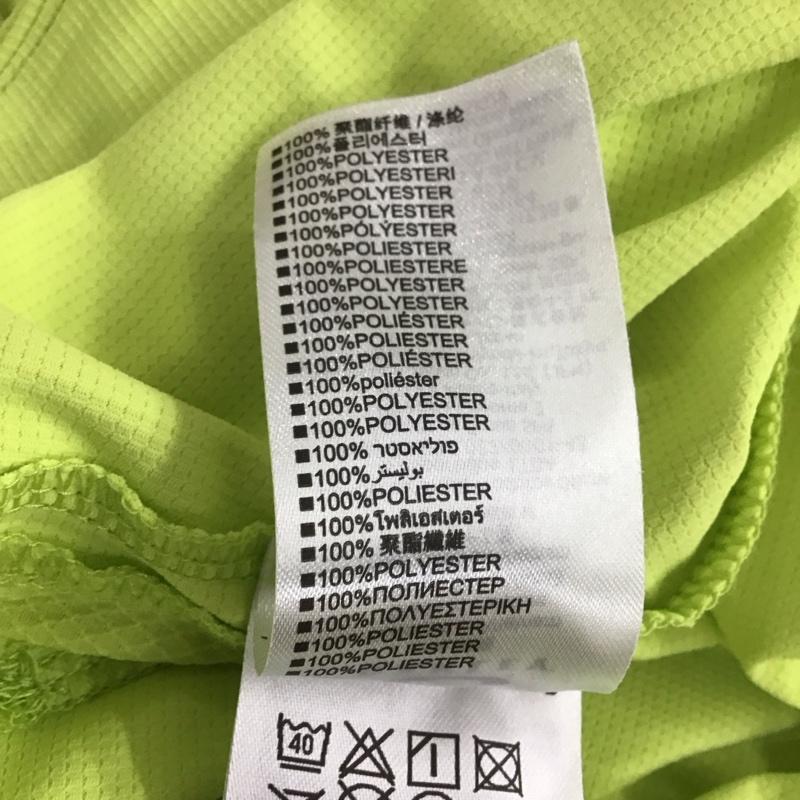 ■100% 聚酯纤维 / 涤纶
■100%폴리에스터
■100%POLYESTER
■100%POLYESTERI
■100%POLYESTER
■100%POLYESTER
■100%PÓLÝESTER
■100%POLIESTER
■100%POLIESTERE
■100%POLYESTER
■100%POLYESTER
■100%POLIÉSTER
■100%POLIESTER
■100%POLIÉSTER
■100%poliéster
■100%POLYESTER
■100%POLYESTER
■100% פוליאסטר
■100%بوليستر
■100%POLIESTER
■100%โพลิเอสเตอร์
■100% 聚酯纖維
■100%POLYESTER
■100%ПОЛИЕСТЕР
■100%ΠΟΛΥΕΣΤΕΡΙΚΗ
■100%POLIESTER
■100%POLIESTER
■100%POLYESTER
40